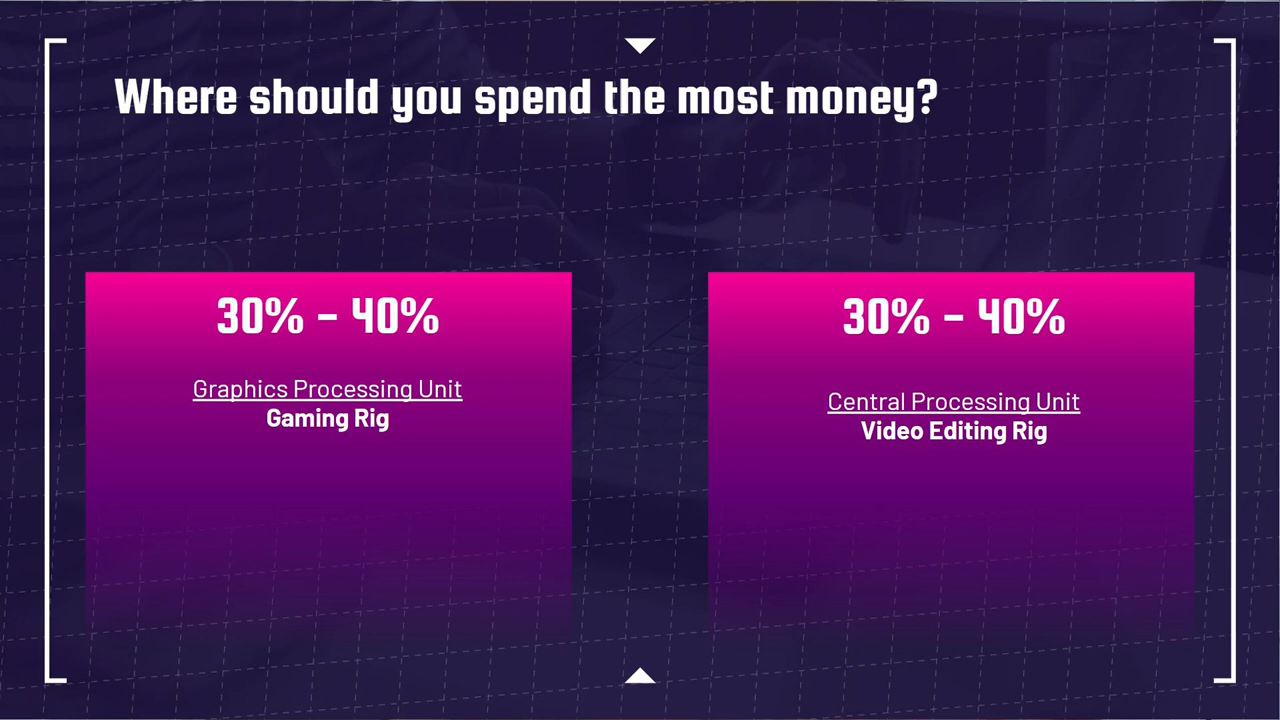 Where should you spend the most money?
30% - 40%
Graphics Processing Unit
Gaming Rig
30% - 40%
Central Processing Unit
Video Editing Rig